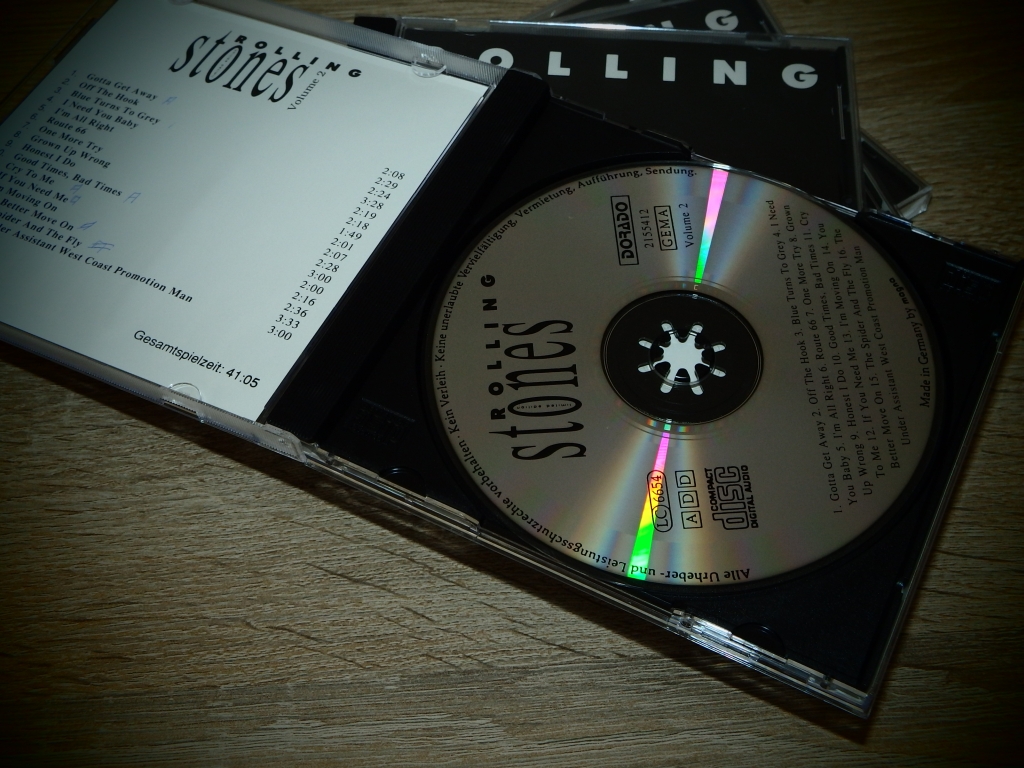 ROLLING
stones
Volume 2
1. Gotta Get Away
2. Off The Hook
3. Blue Turns To Grey
I Need You Baby
I'm All Right
Route 66
One More Try
Grown Up Wrong
Honest I Do
Good Times, Bad Times
Cry To Me
If You Need Me
Moving On
Better Move On
And The Fly
Assistant West Coast Promotion Man
2:08
2:29
2:24
3:28
2:19
2:18
1:49
2:01
2:07
2:28
3:00
2:00
2:16
2:36
3:33
3:00
Gesamtspielzeit: 41:05
G
OLLING
Alle Urheber- und Leistungsschutzrechte vorbehalten · Kein Verleih · Keine unerlaubte Vervielfältigung, Vermietung, Aufführung, Sendung.
ROLLING
stones
DORADO
2155412
GEMA
Volume 2
LC 6654
ADD
COMPACT
disc
DIGITAL AUDIO
1. Gotta Get Away 2. Off The Hook 3. Blue Turns To Grey 4. I Need
You Baby 5. I'm All Right 6. Route 66 7. One More Try 8. Grown
Up Wrong 9. Honest I Do 10. Good Times, Bad Times 11. Cry
To Me 12. If You Need Me 13. I'm Moving On 14. You
Better Move On 15. The Spider And The Fly 16. The
Under Assistant West Coast Promotion Man
Made in Germany by